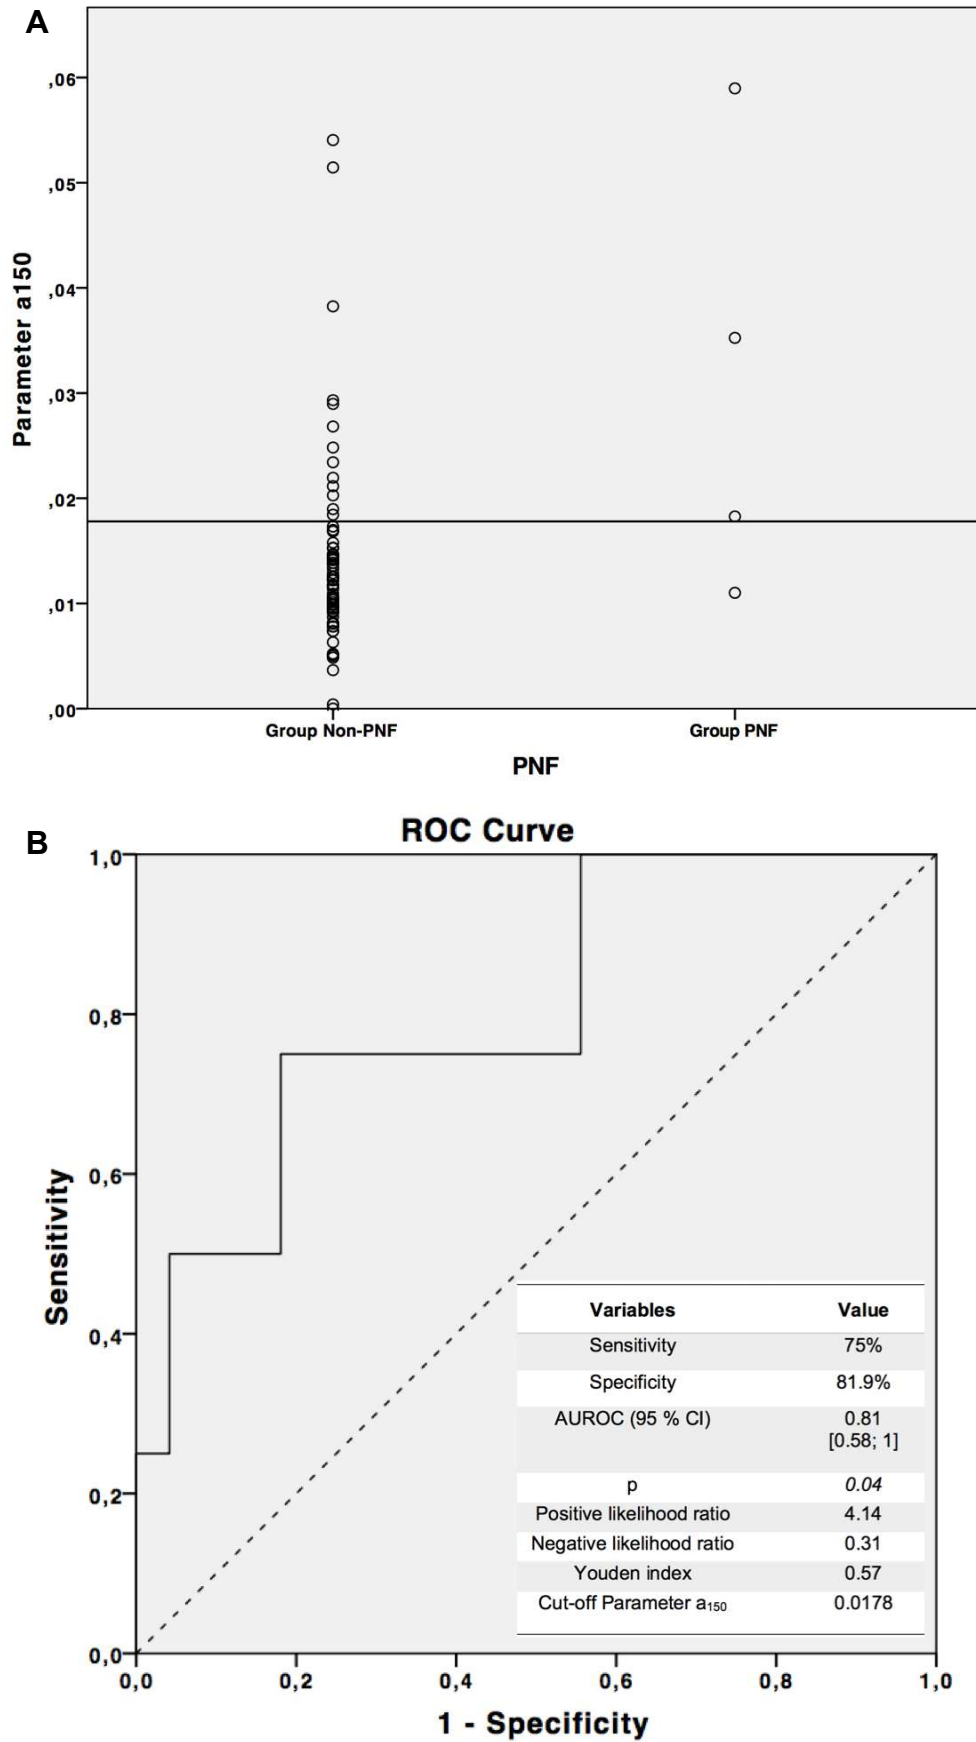 A
,06
,05
,04
,03
,02
,01
,00
Parameter a150
Group Non-PNF Group PNF
PNF
B
ROC Curve
1,0
0,8
0,6
0,4
0,2
0,0
Sensitivity
Variables Value
Sensitivity 75%
Specificity 81.9%
AUROC (95 % CI) 0.81
[0.58; 1]
p 0.04
Positive likelihood ratio 4.14
Negative likelihood ratio 0.31
Youden index 0.57
Cut-off Parameter a150 0.0178
0,0 0,2 0,4 0,6 0,8 1,0
1 - Specificity